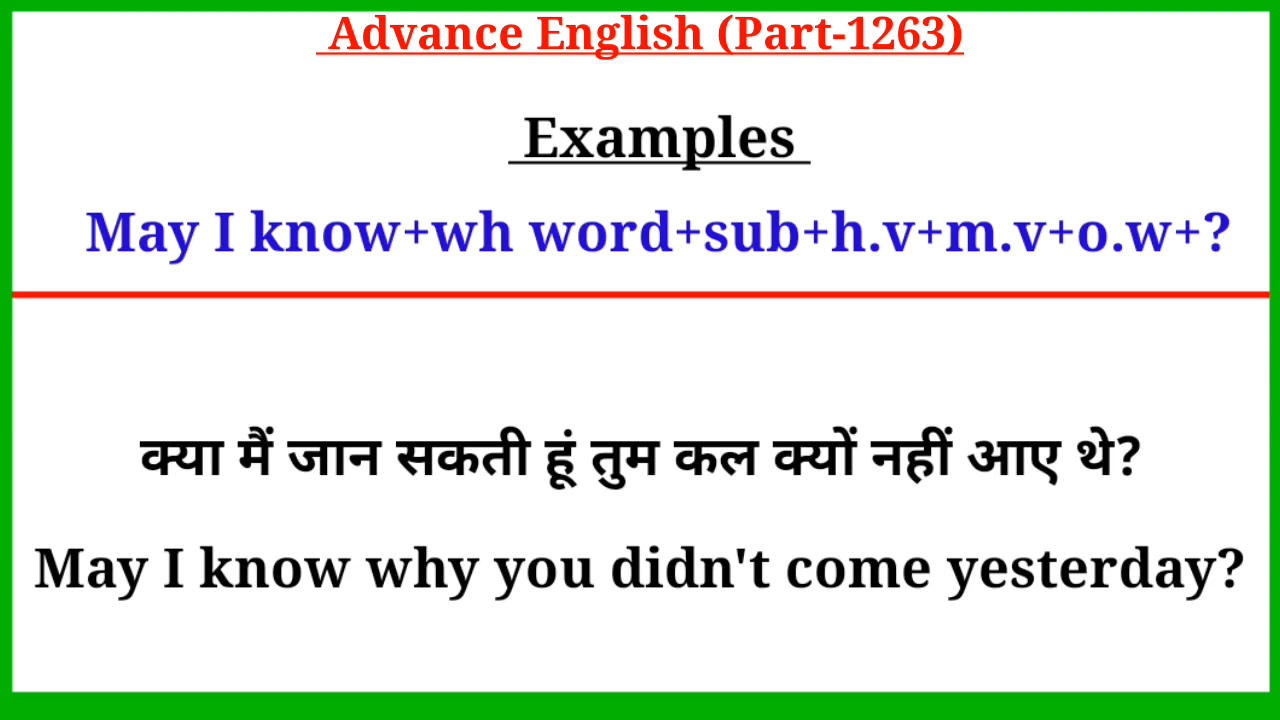 Advance English (Part-1263)
Examples
May I know+wh word+sub+h.v+m.v+o.w+?
क्या मैं जान सकती हूं तुम कल क्यों नहीं आए थे?
May I know why you didn't come yesterday?